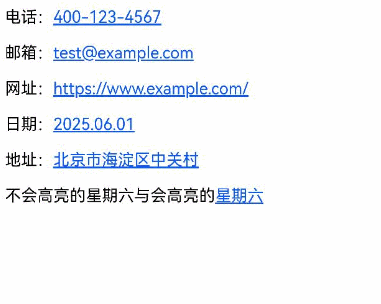 电话：400-123-4567
邮箱：test@example.com
网址：https://www.example.com/
日期：2025.06.01
地址：北京市海淀区中关村
不会高亮的星期六与会高亮的星期六